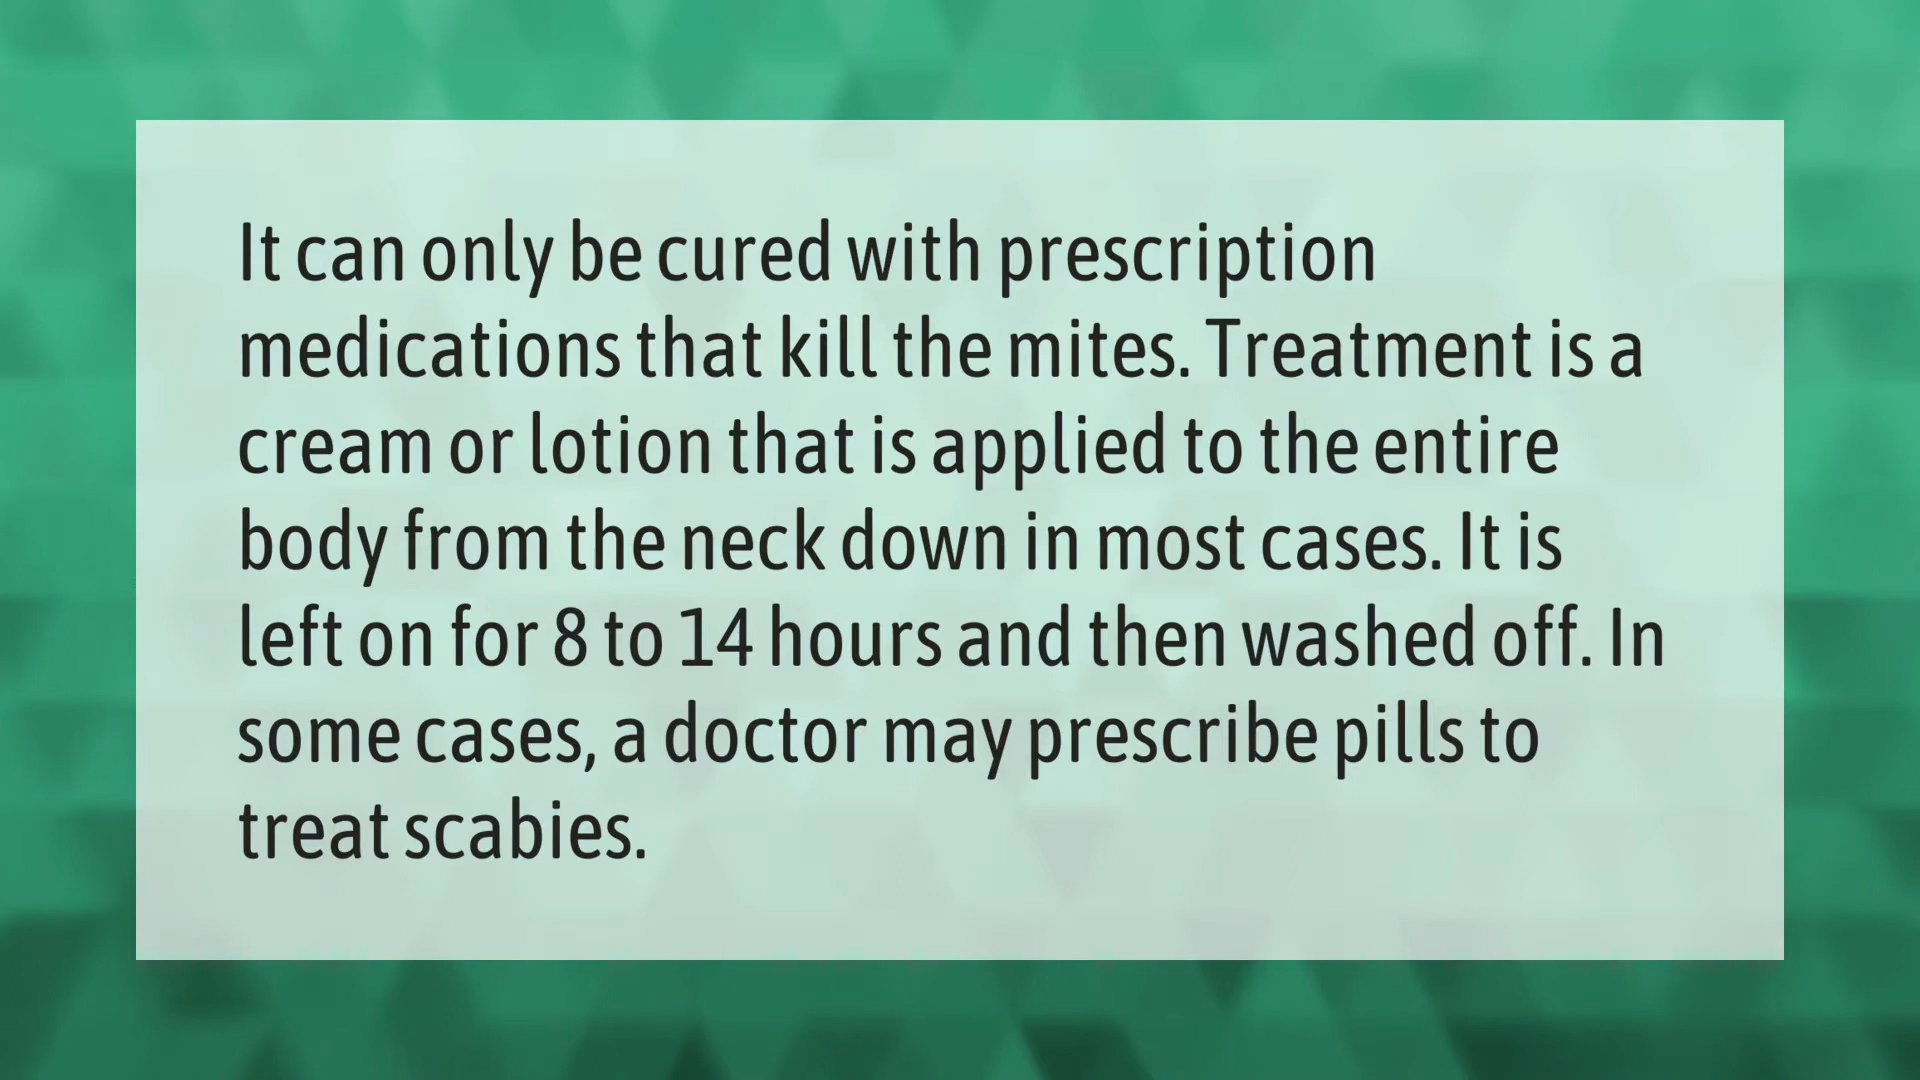 It can only be cured with prescription
medications that kill the mites. Treatment is a
cream or lotion that is applied to the entire
body from the neck down in most cases. It is
left on for 8 to 14 hours and then washed off. In
some cases, a doctor may prescribe pills to
treat scabies.